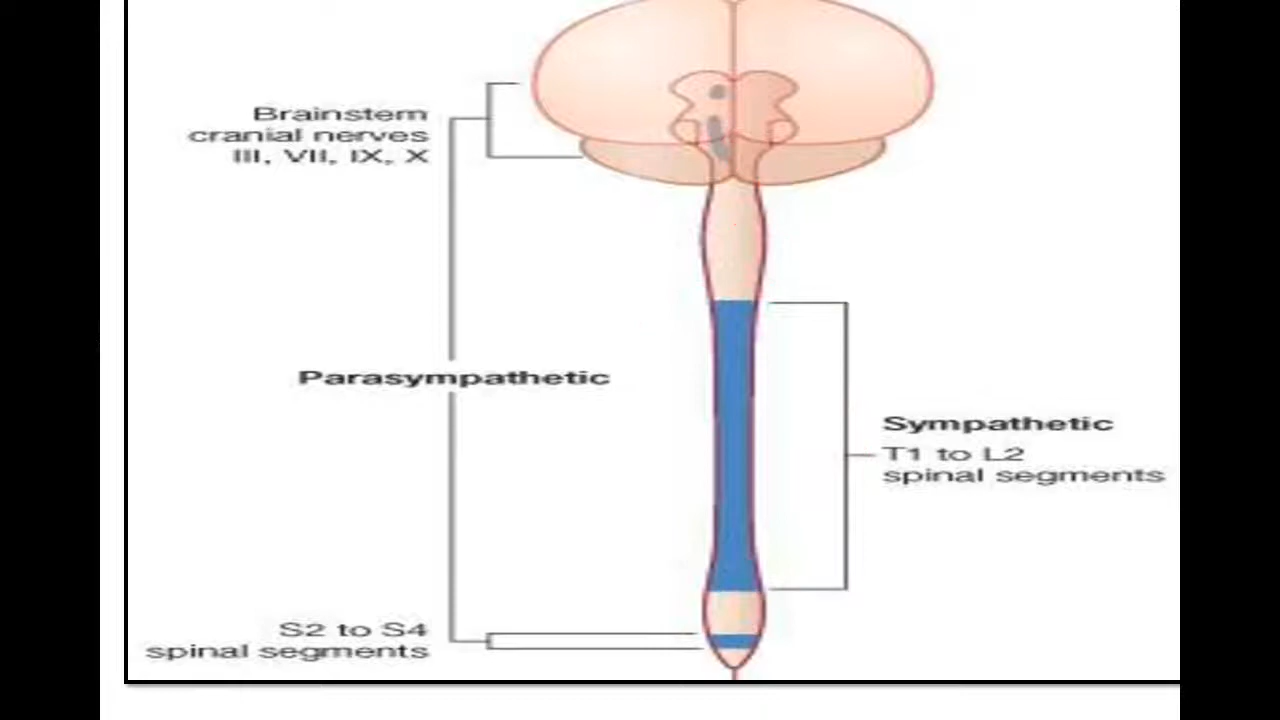 Brainstem
cranial nerves
III, VII, IX, X
Parasympathetic
Sympathetic
T1 to L2
spinal segments
S2 to S4
spinal segments